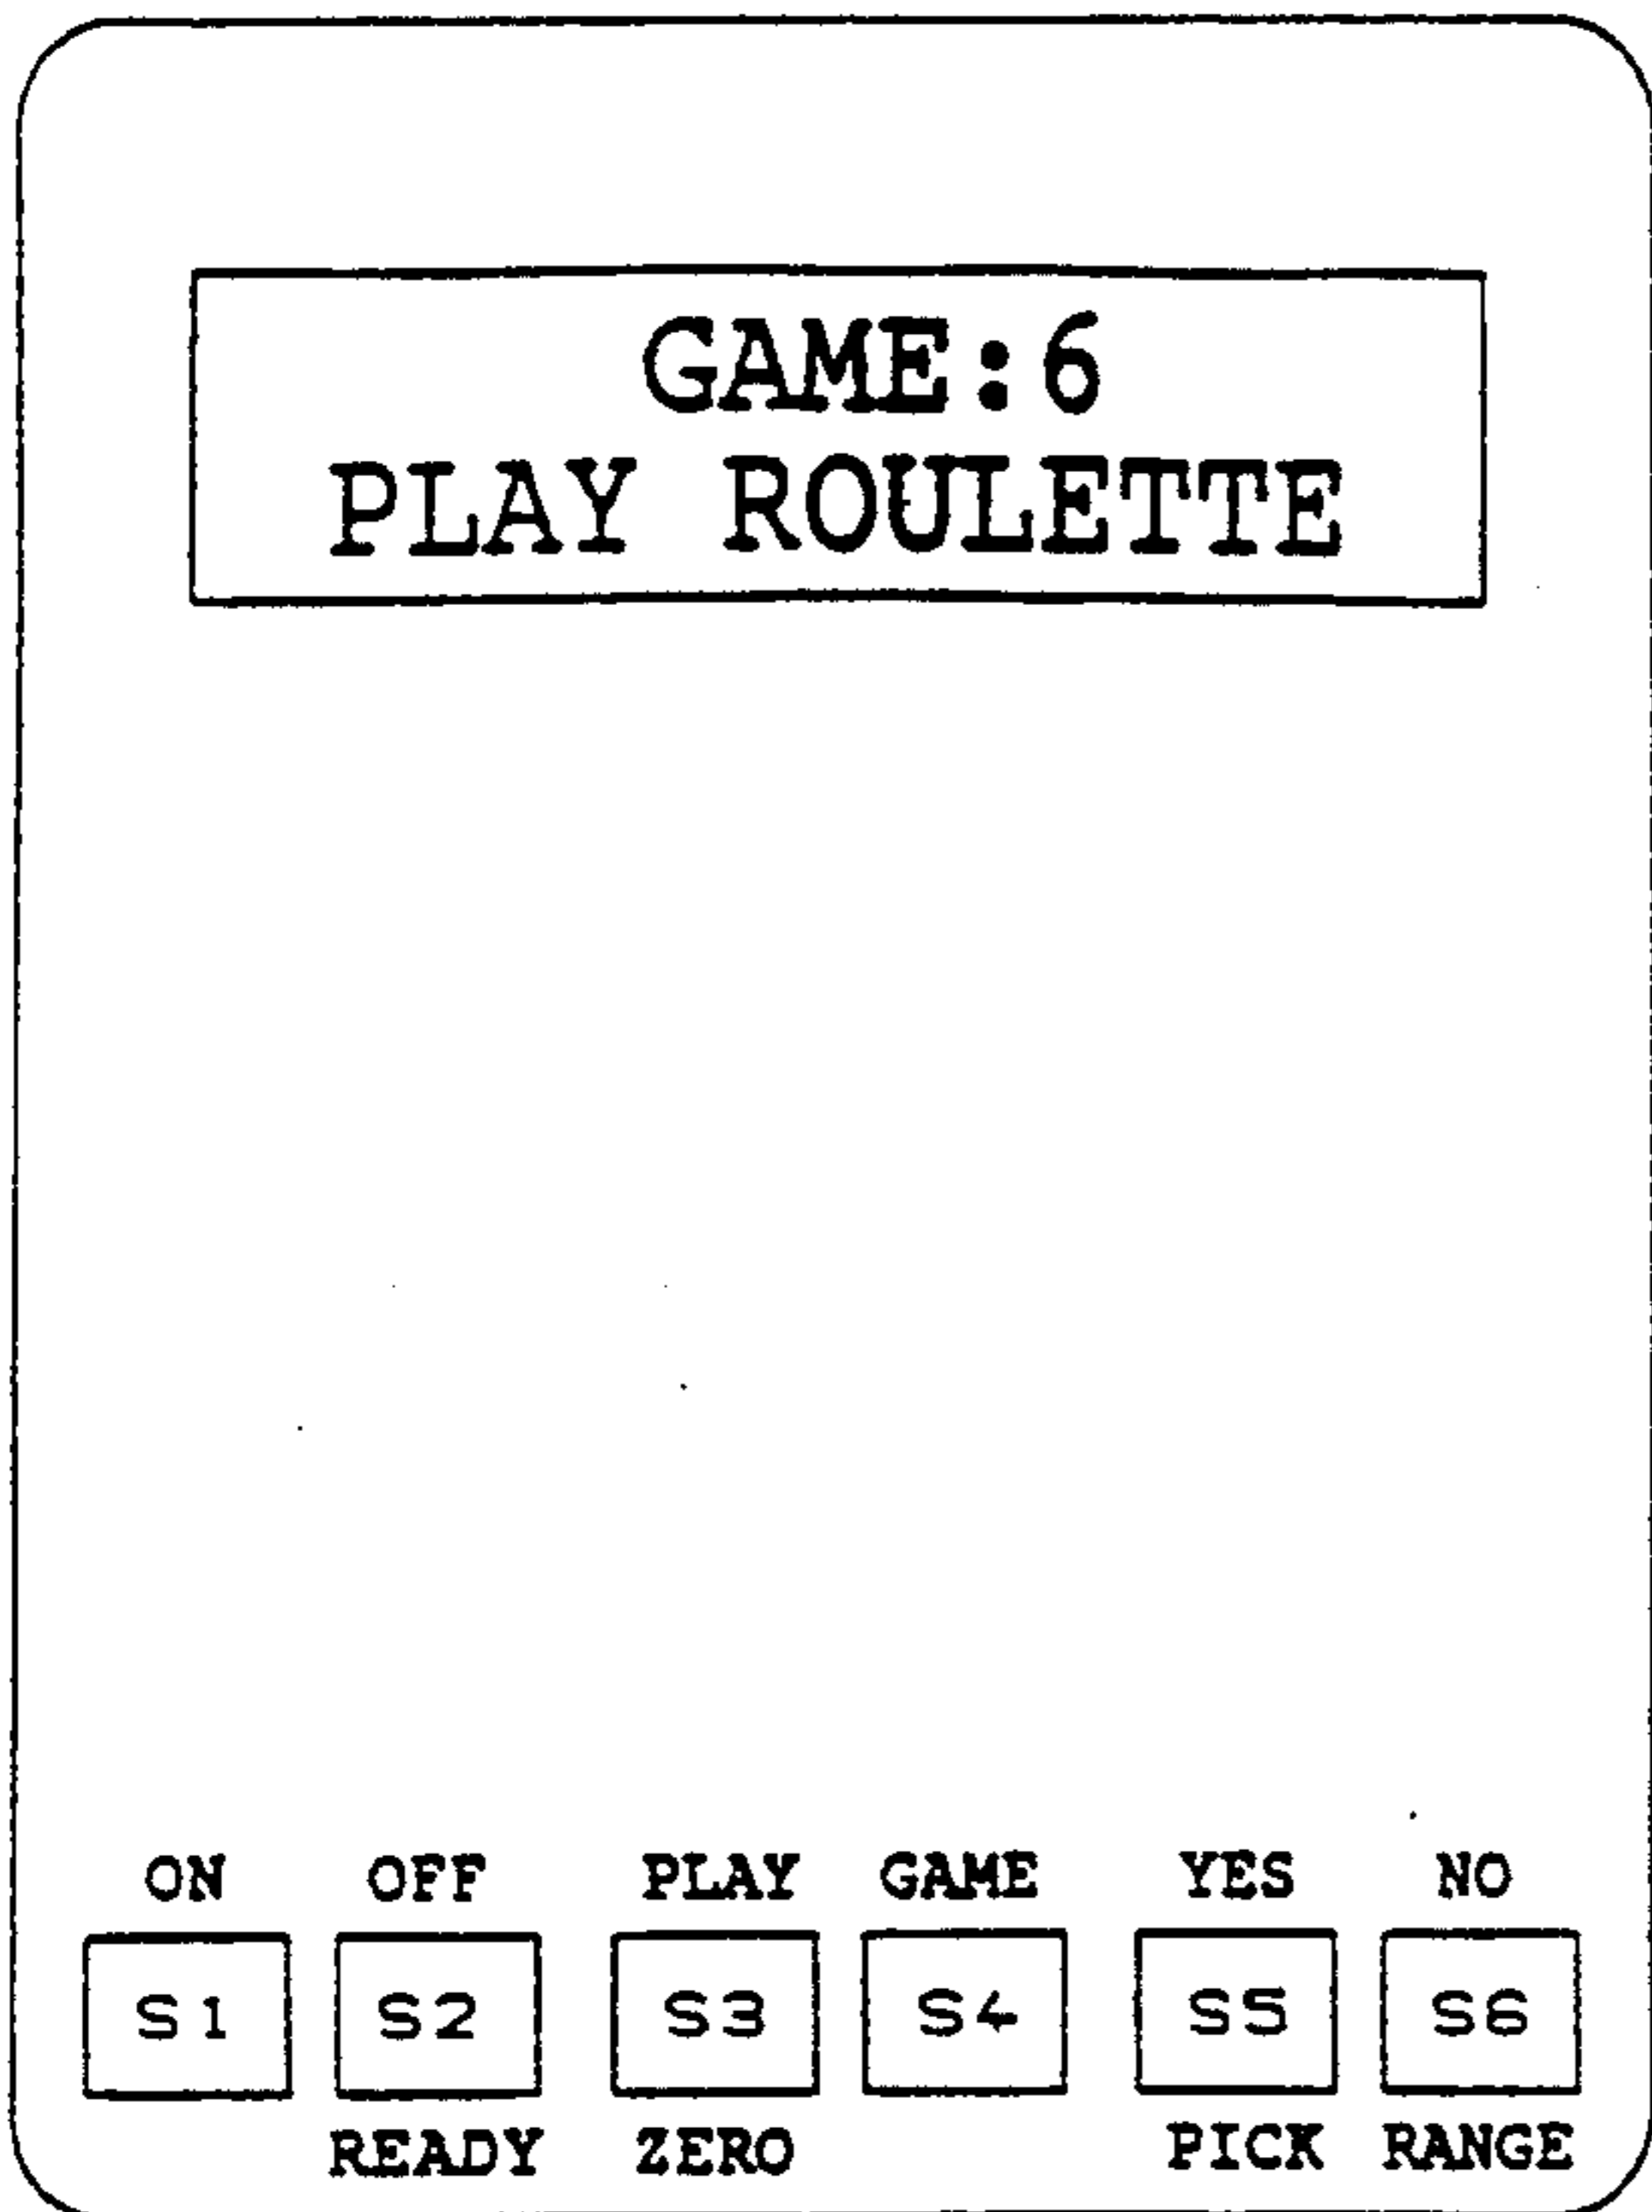 GAME:6
PLAY ROULETTE
ON OFF PLAY GAME YES NO
S1 S2 S3 S4 S5 S6
READY ZERO PICK RANGE